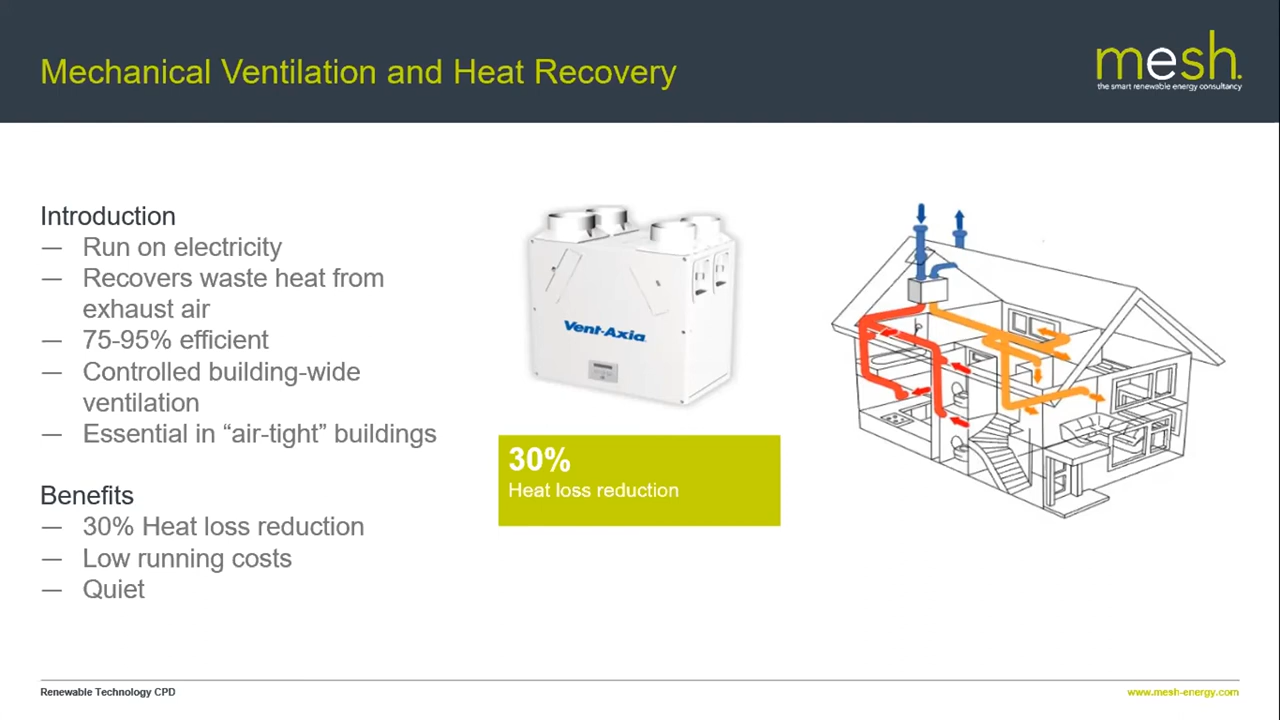 Mechanical Ventilation and Heat Recovery
mesh.
the smart renewable energy consultancy
Introduction
— Run on electricity
— Recovers waste heat from
exhaust air
— 75-95% efficient
— Controlled building-wide
ventilation
— Essential in “air-tight” buildings
Benefits
— 30% Heat loss reduction
— Low running costs
— Quiet
Vent-Axia
30%
Heat loss reduction
Renewable Technology CPD
www.mesh-energy.com